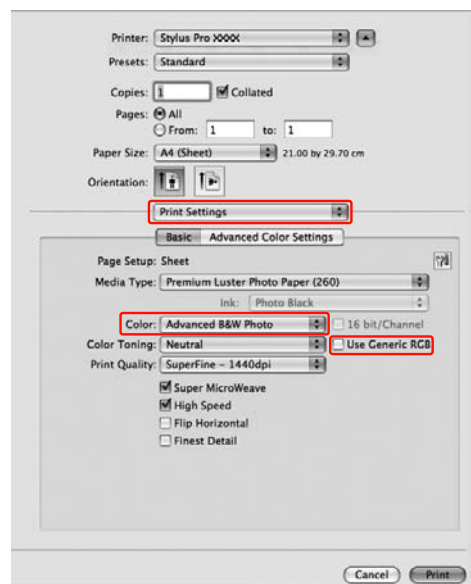 Printer: Stylus Pro XXXX
Presets: Standard
Copies: 1 Collated
Pages: All
From: 1 to: 1
Paper Size: A4 (Sheet) 21.00 by 29.70 cm
Orientation:
Print Settings
Basic Advanced Color Settings
Page Setup: Sheet
Media Type: Premium Luster Photo Paper (260)
Ink: Photo Black
Color: Advanced B&W Photo 16 bit/Channel
Color Toning: Neutral Use Generic RGB
Print Quality: SuperFine - 1440dpi
Super MicroWeave
High Speed
Flip Horizontal
Finest Detail
Cancel Print